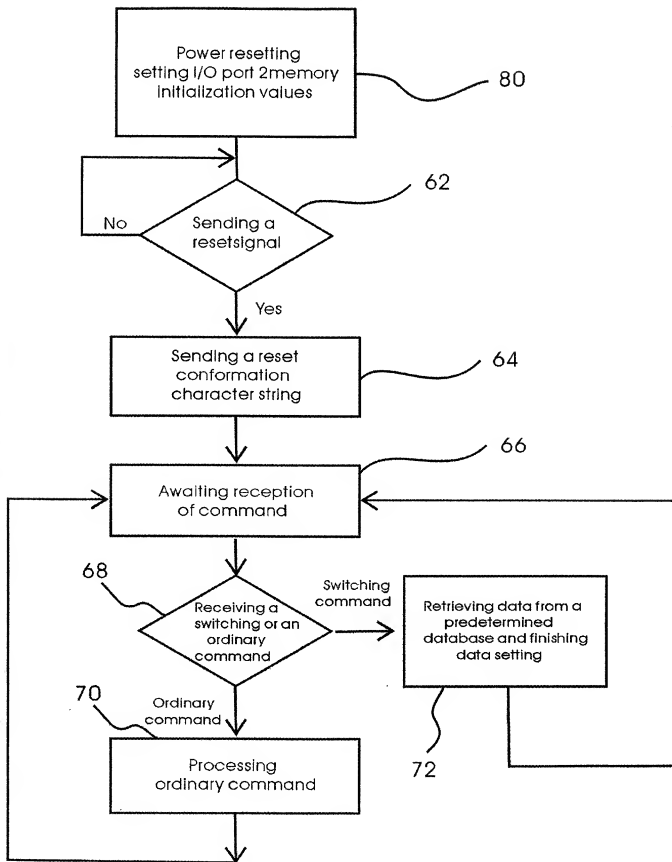 Power resetting
setting I/O port 2memory
initialization values
80
62
No
Sending a
resetsignal
Yes
Sending a reset
conformation
character string
64
66
Awaiting reception
of command
68
Receiving a
switching or an
ordinary
command
Switching
command
Retrieving data from a
predetermined
database and finishing
data setting
72
70
Ordinary
command
Processing
ordinary command